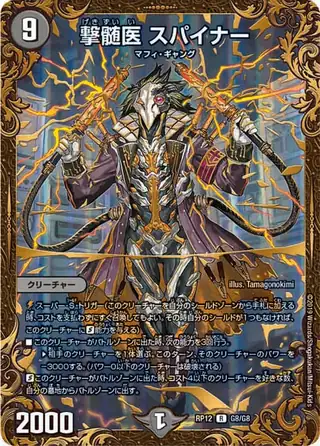 9
げきずいい
撃髄医 スパイナー
マフィ・ギャング
illus. Tamagonokimi
クリーチャー
スーパー・S・トリガー(このクリーチャーを自分のシールドゾーンから手札に加える
時、コストを支払わずにすぐ召喚してもよい。その時自分のシールドが1つもなければ、
このクリーチャーに能力を与える)
このクリーチャーがバトルゾーンに出た時、次の能力を3回行う。
▶相手のクリーチャーを1体選ぶ。このターン、そのクリーチャーのパワーを
-3000する。(パワー0以下のクリーチャーは破壊される)
このクリーチャーがバトルゾーンに出た時、コスト4以下のクリーチャーを好きな数、
自分の墓地からバトルゾーンに出す。
2000
RP12 R G8/G8